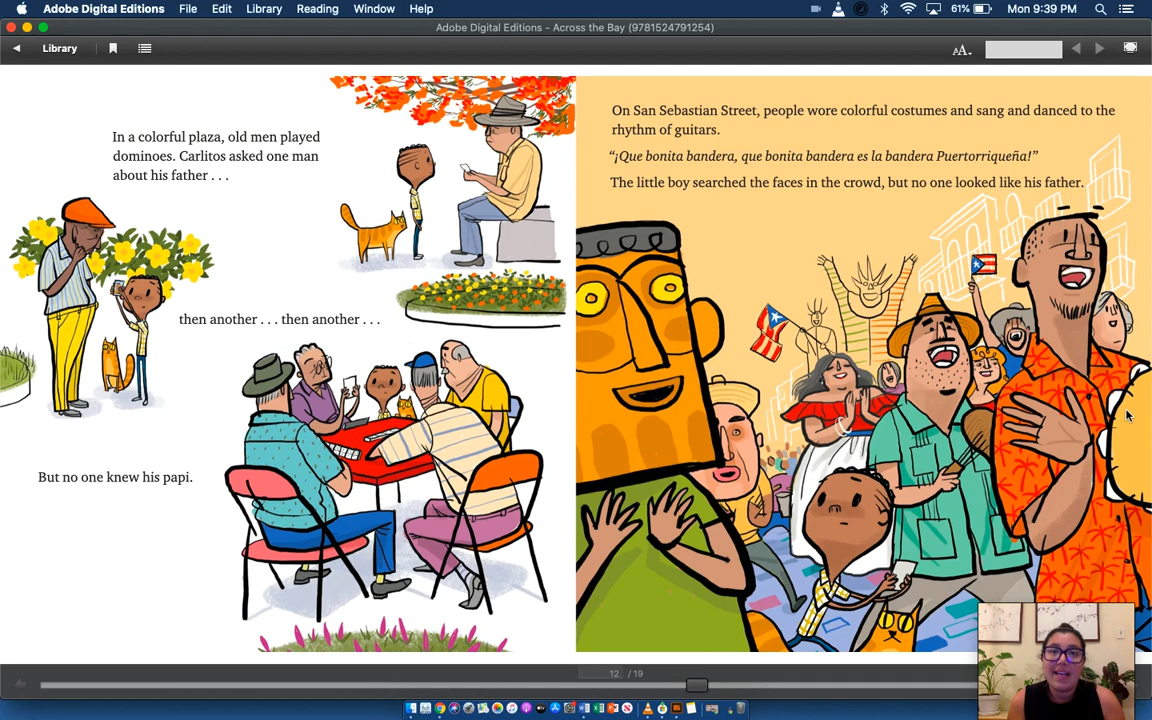 Adobe Digital Editions File Edit Library Reading Window Help 61% Mon 9:39 PM
Adobe Digital Editions - Across the Bay (9781524791254)
Library
AA
In a colorful plaza, old men played
dominoes. Carlitos asked one man
about his father . . .
then another . . . then another . . .
But no one knew his papi.
On San Sebastian Street, people wore colorful costumes and sang and danced to the
rhythm of guitars.
“¡Que bonita bandera, que bonita bandera es la bandera Puertorriqueña!”
The little boy searched the faces in the crowd, but no one looked like his father.
12 / 19